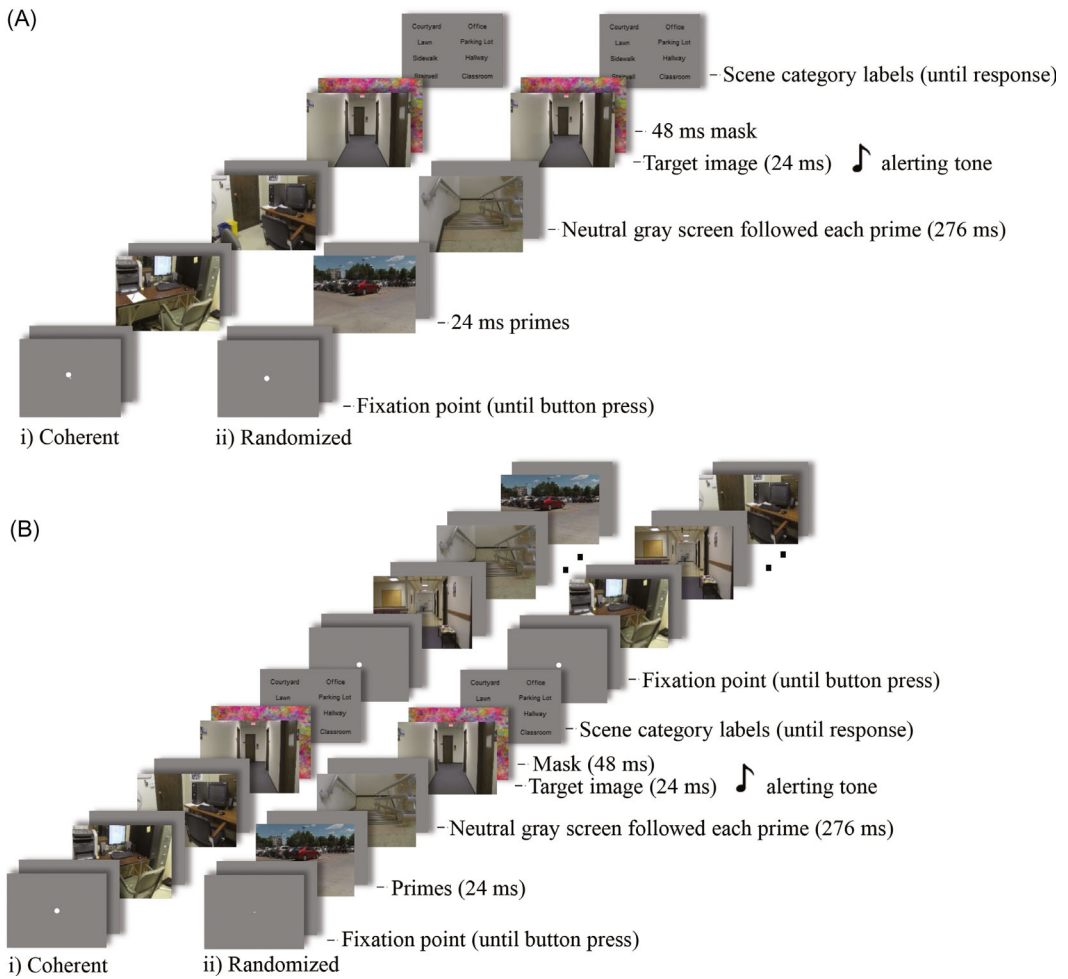 (A)
Courtyard Office
Lawn Parking Lot
Sidewalk Hallway
Stairwell Classroom
Courtyard Office
Lawn Parking Lot
Sidewalk Hallway
Stairwell Classroom
Scene category labels (until response)
48 ms mask
Target image (24 ms) alerting tone
Neutral gray screen followed each prime (276 ms)
24 ms primes
Fixation point (until button press)
i) Coherent ii) Randomized
(B)
Fixation point (until button press)
Courtyard Office
Lawn Parking Lot
Hallway
Classroom
Courtyard Office
Lawn Parking Lot
Hallway
Classroom
Scene category labels (until response)
Mask (48 ms)
Target image (24 ms) alerting tone
Neutral gray screen followed each prime (276 ms)
Primes (24 ms)
Fixation point (until button press)
i) Coherent ii) Randomized